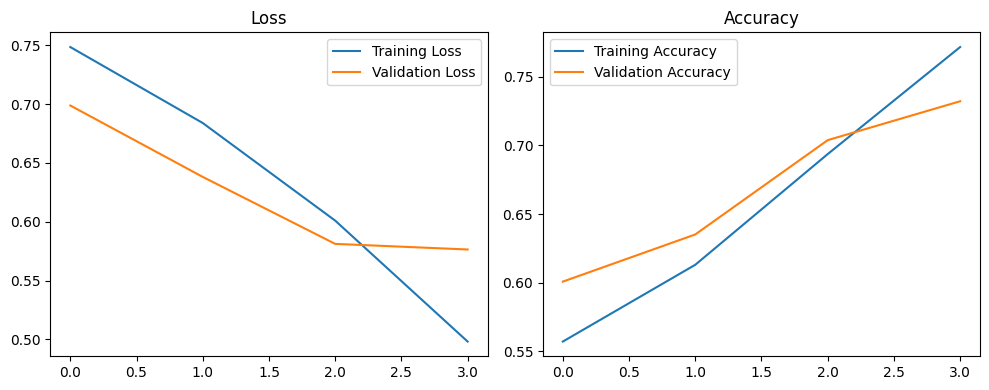 Loss
Accuracy
Training Loss
Validation Loss
0.75
0.70
0.65
0.60
0.55
0.50
0.0 0.5 1.0 1.5 2.0 2.5 3.0
Training Accuracy
Validation Accuracy
0.75
0.70
0.65
0.60
0.55
0.0 0.5 1.0 1.5 2.0 2.5 3.0